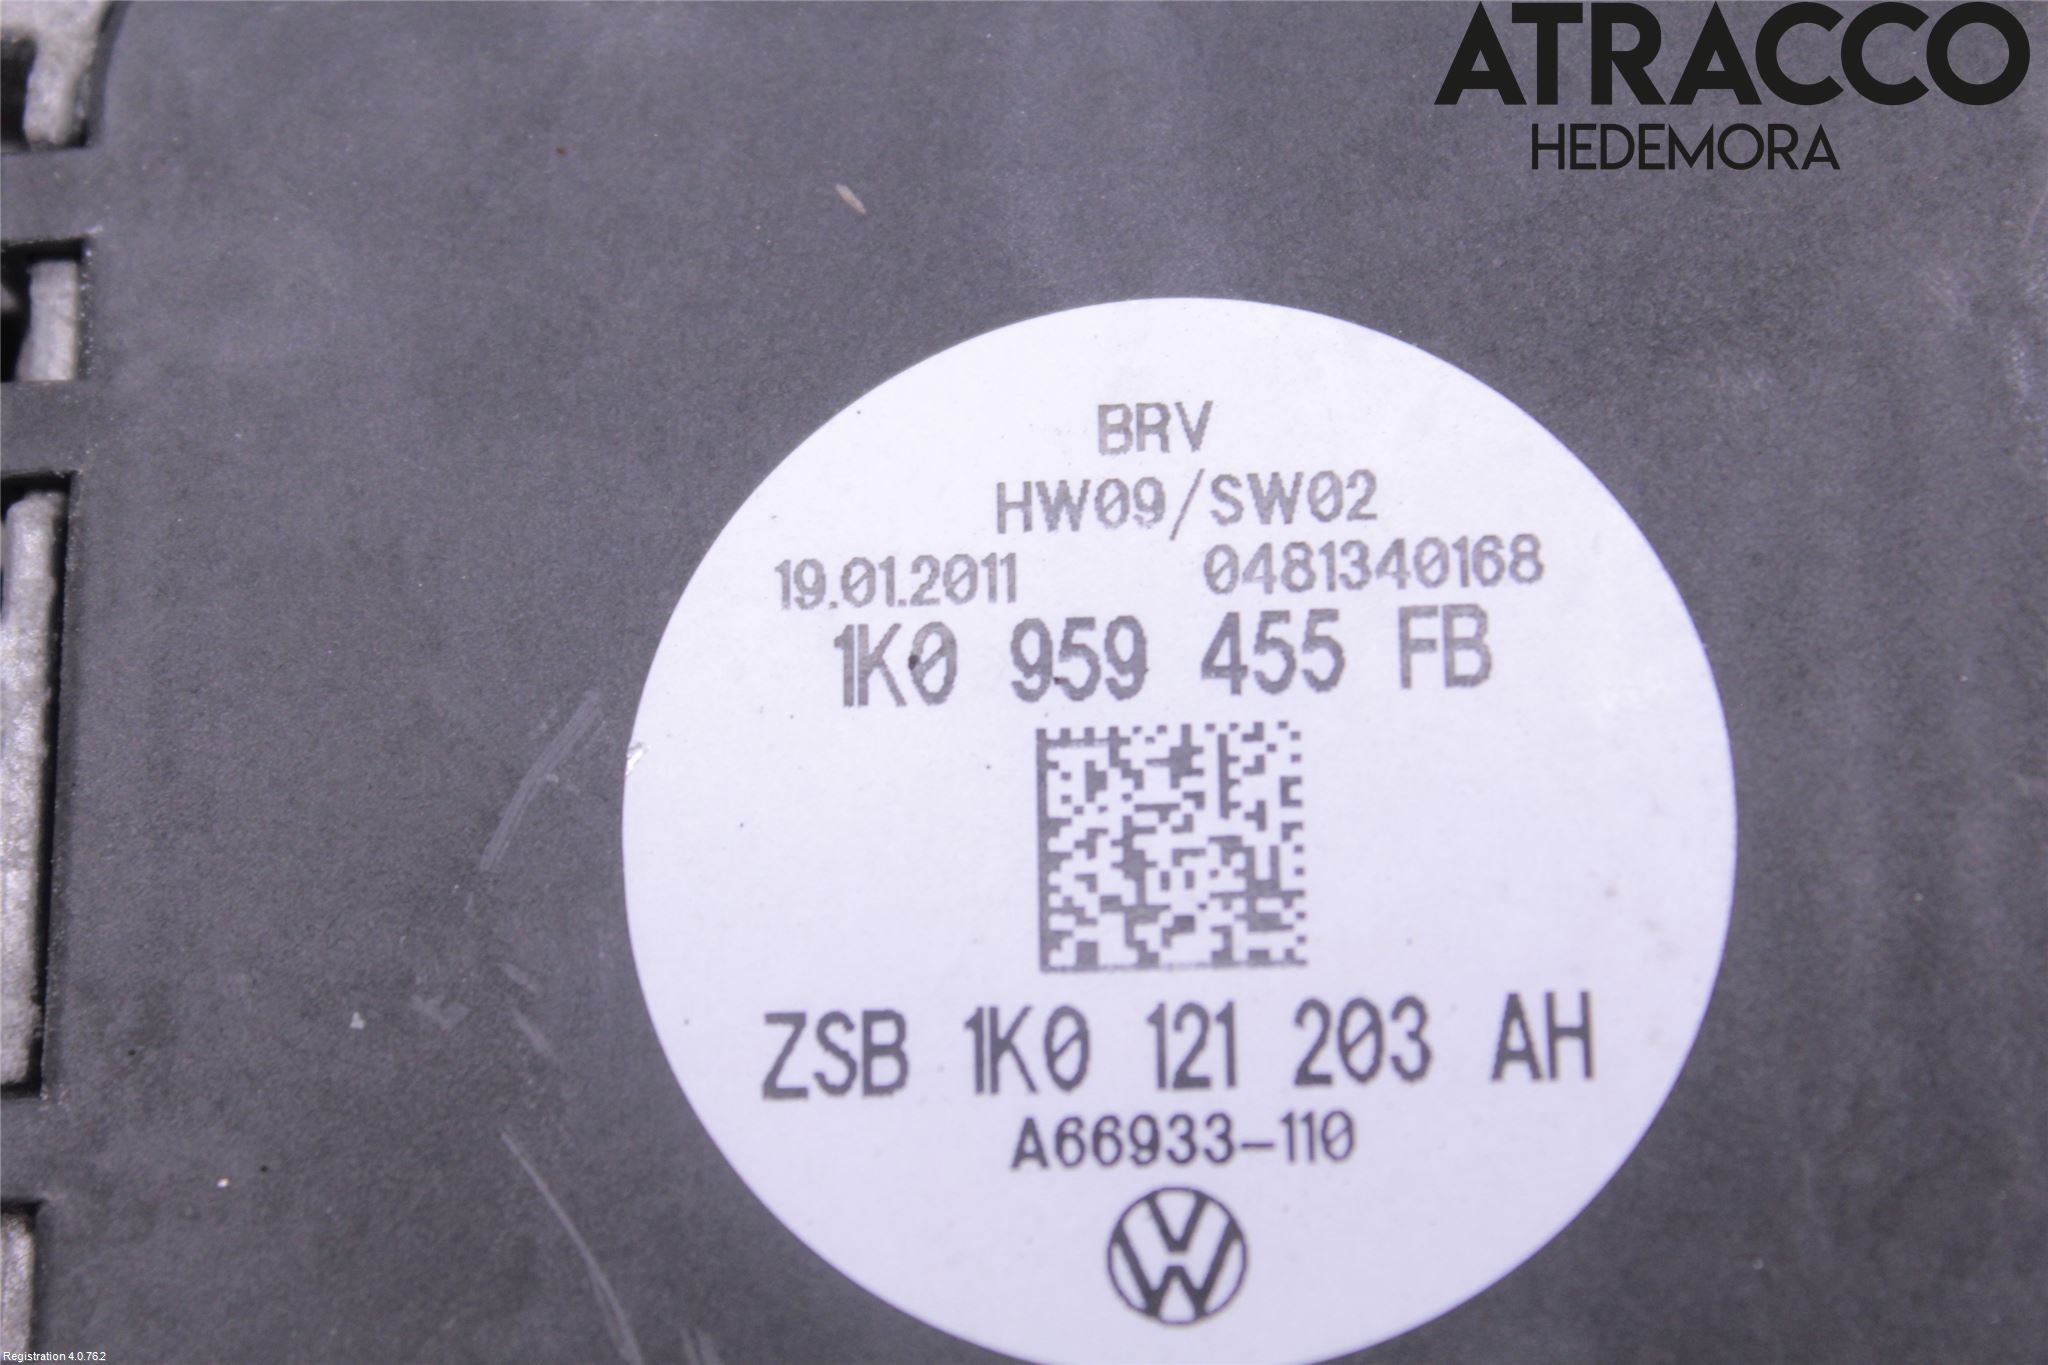 ATRACCO
HEDEMORA
BRV
HW09/SW02
19.01.2011 0481340168
1K0 959 455 FB
ZSB 1K0 121 203 AH
A66933-110
Registration 4.0.762